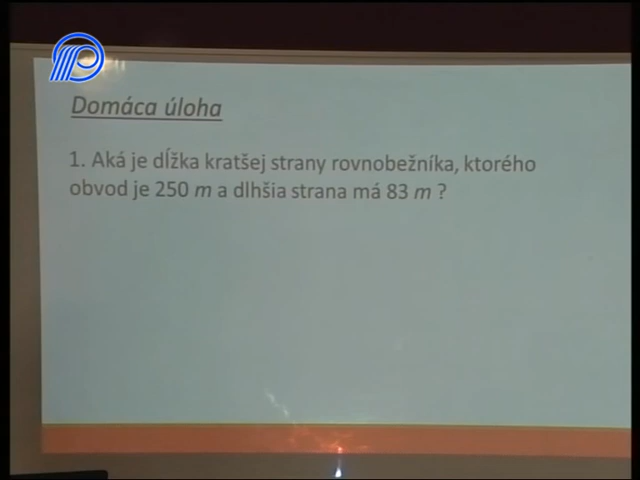 Domáca úloha
1. Aká je dĺžka kratšej strany rovnobežníka, ktorého
obvod je 250 m a dlhšia strana má 83 m ?